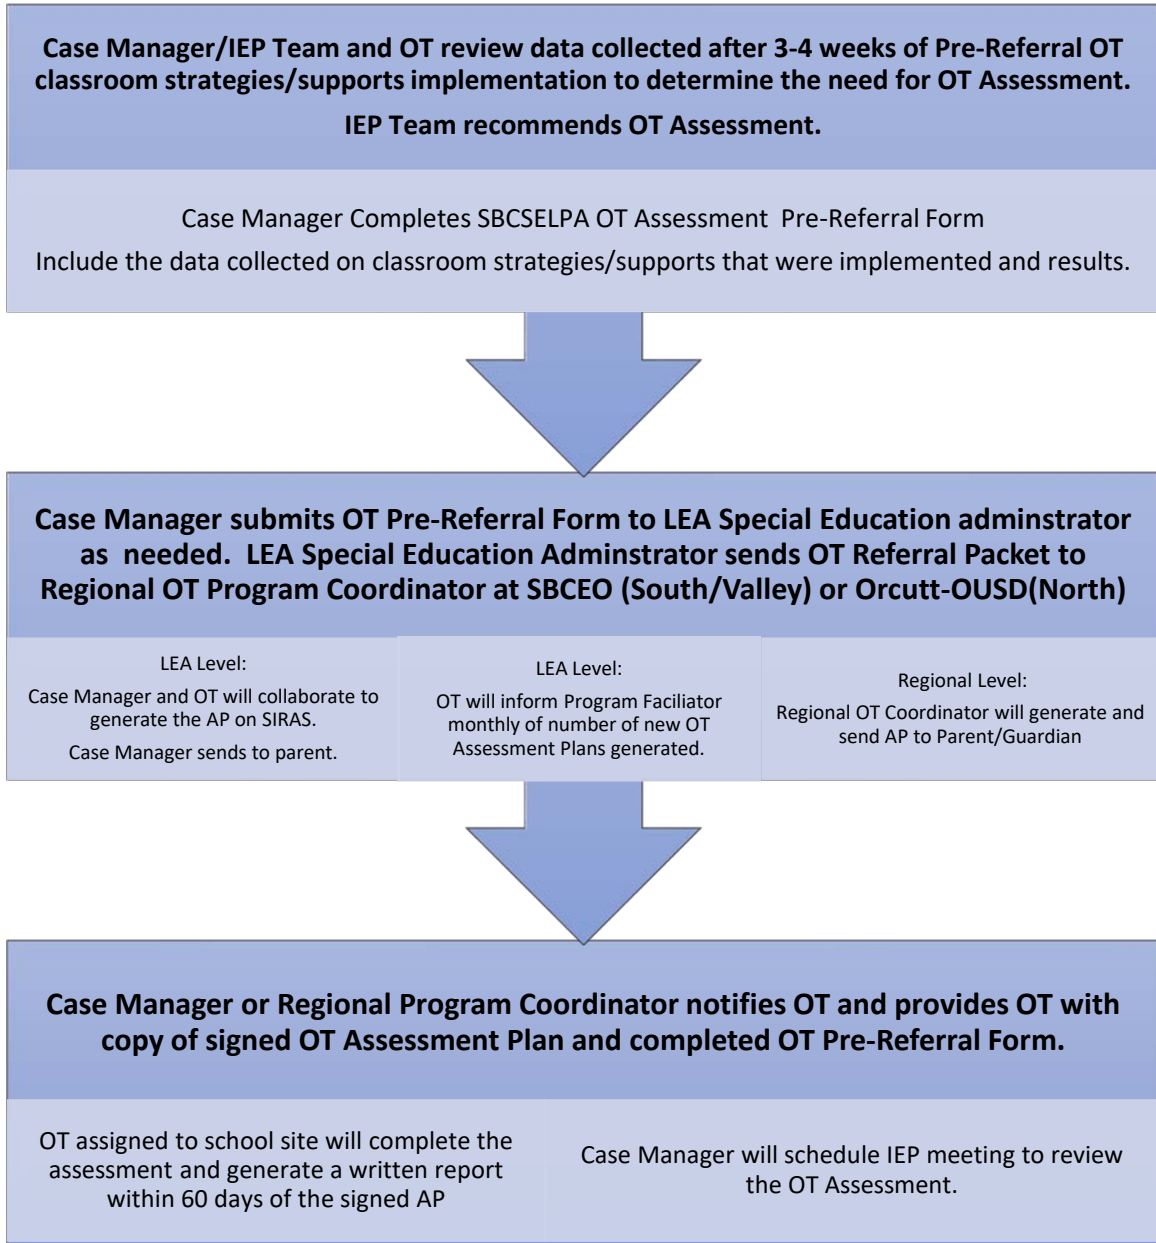 Case Manager/IEP Team and OT review data collected after 3-4 weeks of Pre-Referral OT
classroom strategies/supports implementation to determine the need for OT Assessment.
IEP Team recommends OT Assessment.
Case Manager Completes SBCSELPA OT Assessment  Pre-Referral Form
Include the data collected on classroom strategies/supports that were implemented and results.
Case Manager submits OT Pre-Referral Form to LEA Special Education adminstrator
as  needed.  LEA Special Education Adminstrator sends OT Referral Packet to
Regional OT Program Coordinator at SBCEO (South/Valley) or Orcutt-OUSD(North)
LEA Level:
Case Manager and OT will collaborate to
generate the AP on SIRAS.
Case Manager sends to parent.
LEA Level:
OT will inform Program Faciliator
monthly of number of new OT
Assessment Plans generated.
Regional Level:
Regional OT Coordinator will generate and
send AP to Parent/Guardian
Case Manager or Regional Program Coordinator notifies OT and provides OT with
copy of signed OT Assessment Plan and completed OT Pre-Referral Form.
OT assigned to school site will complete the
assessment and generate a written report
within 60 days of the signed AP
Case Manager will schedule IEP meeting to review
the OT Assessment.